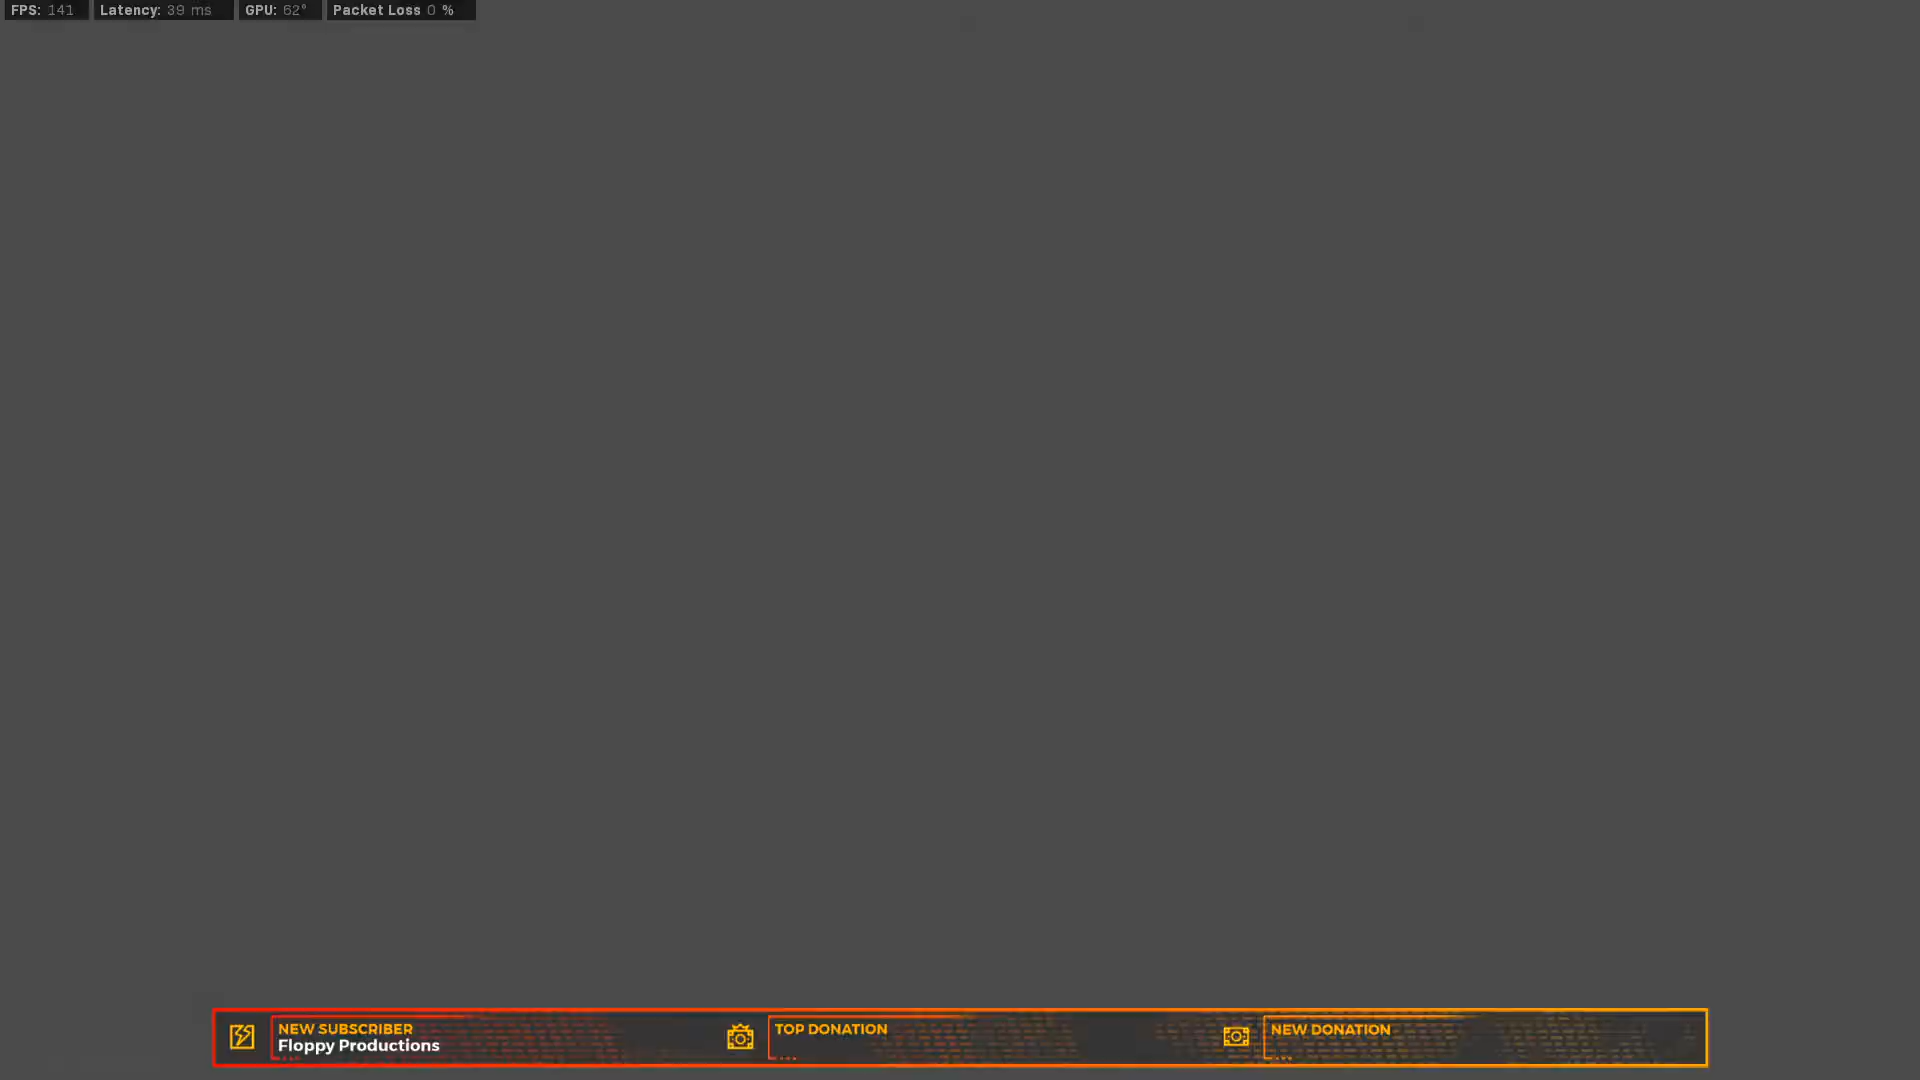 FPS: 141 Latency: 39 ms GPU: 62° Packet Loss 0 %
NEW SUBSCRIBER
Floppy Productions
TOP DONATION
NEW DONATION